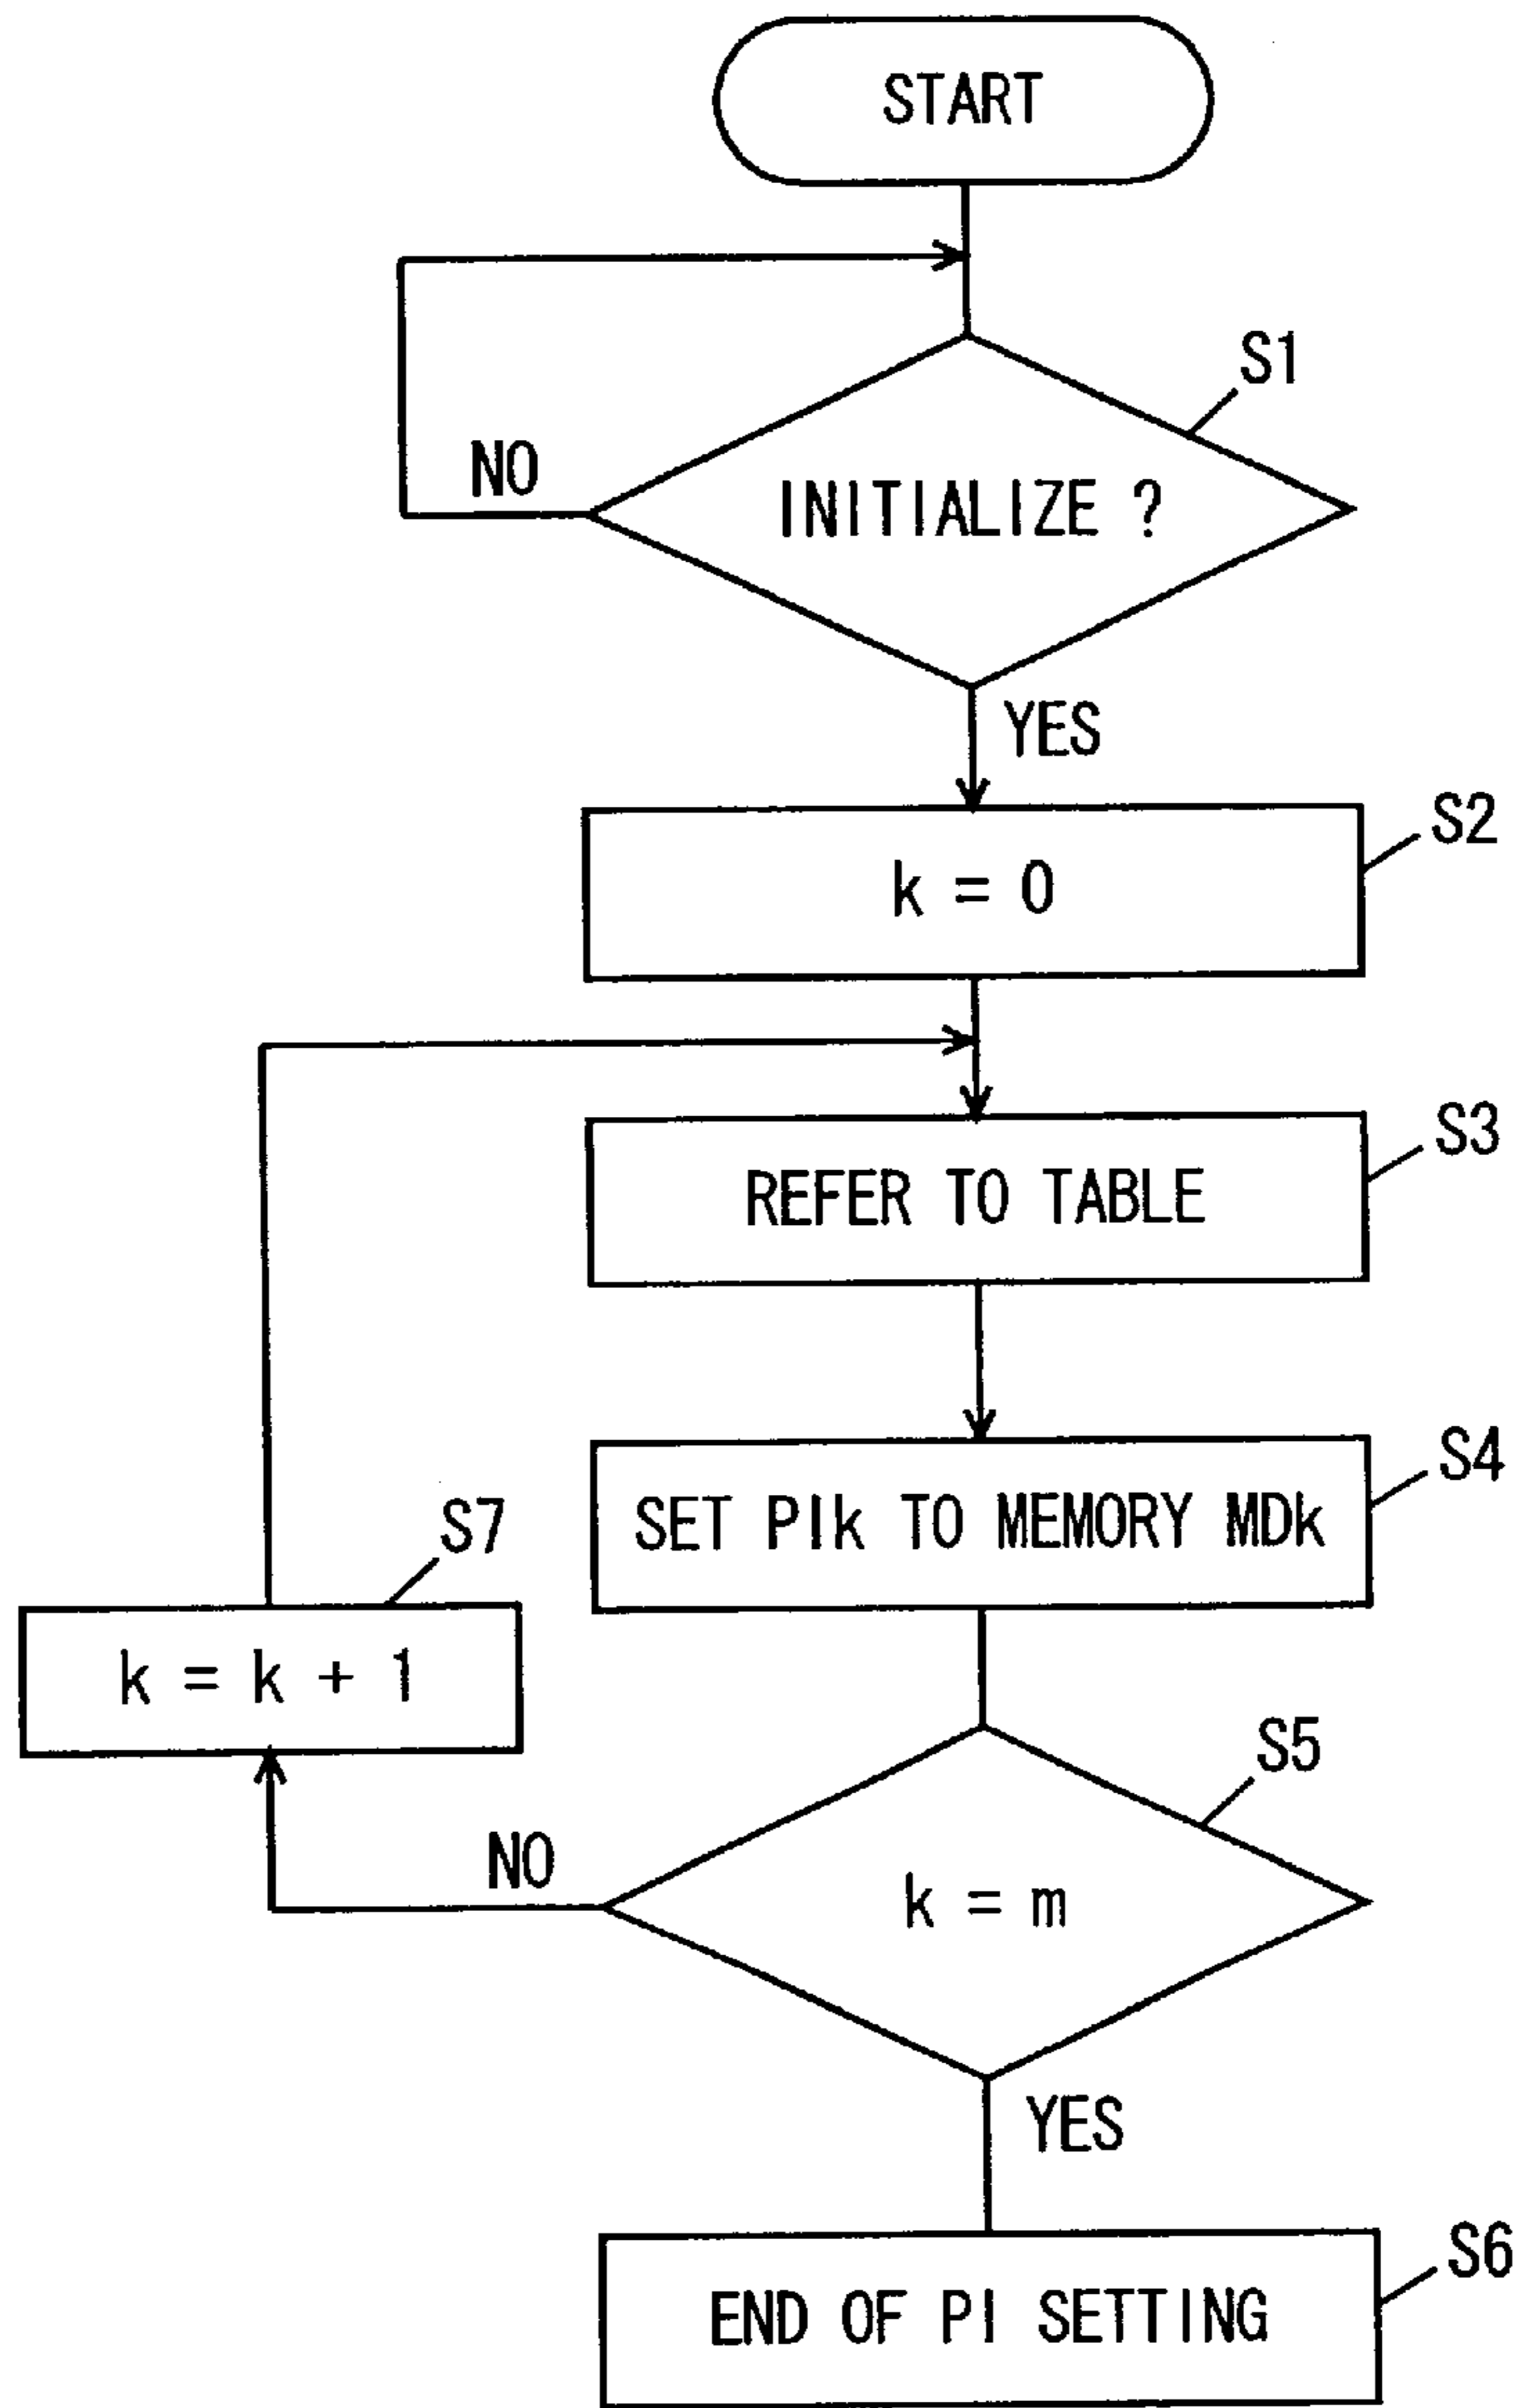 START
S1
NO
INITIALIZE ?
YES
S2
k = 0
S3
REFER TO TABLE
S4
SET PIk TO MEMORY MDk
S7
k = k + 1
S5
NO
k = m
YES
S6
END OF PI SETTING